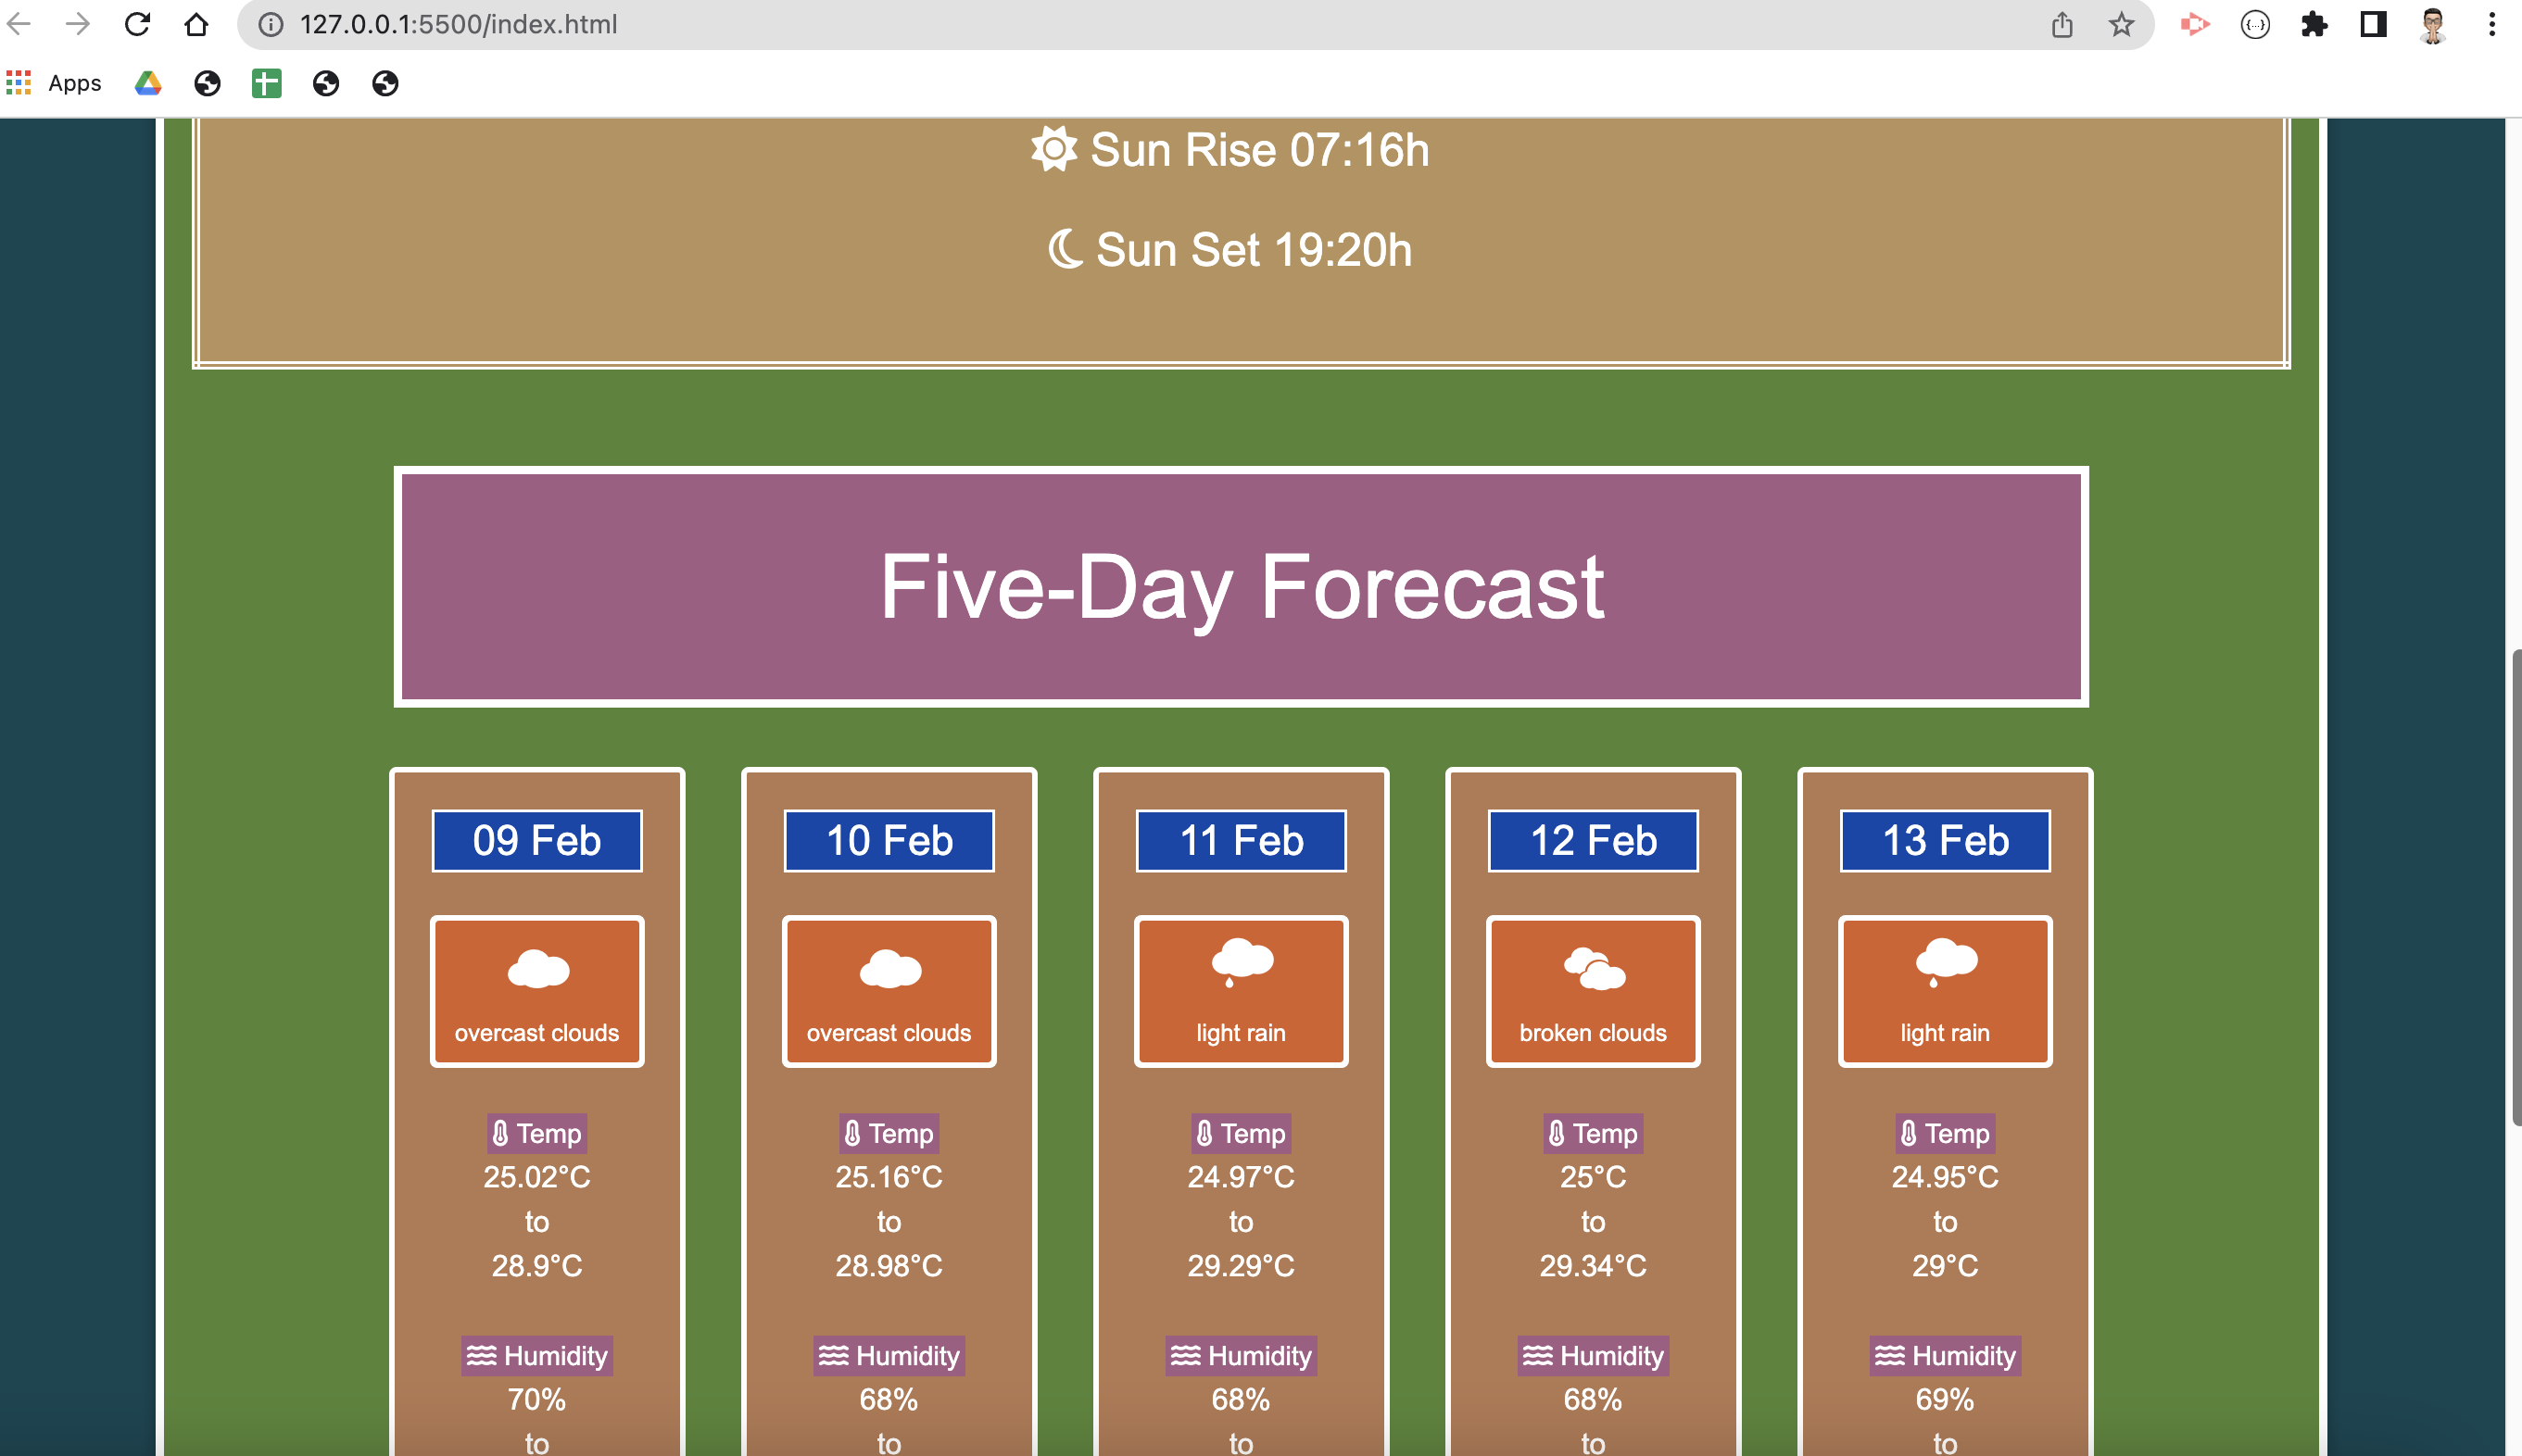 127.0.0.1:5500/index.html
Apps
Sun Rise 07:16h
Sun Set 19:20h
Five-Day Forecast
09 Feb
overcast clouds
Temp
25.02°C
to
28.9°C
Humidity
70%
to
10 Feb
overcast clouds
Temp
25.16°C
to
28.98°C
Humidity
68%
to
11 Feb
light rain
Temp
24.97°C
to
29.29°C
Humidity
68%
to
12 Feb
broken clouds
Temp
25°C
to
29.34°C
Humidity
68%
to
13 Feb
light rain
Temp
24.95°C
to
29°C
Humidity
69%
to